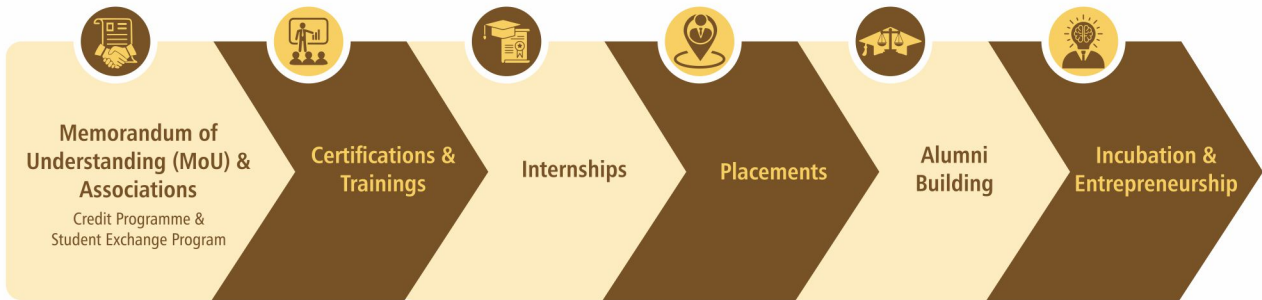 Memorandum of
Understanding (MoU) &
Associations
Credit Programme &
Student Exchange Program
Certifications &
Trainings
Internships
Placements
Alumni
Building
Incubation &
Entrepreneurship